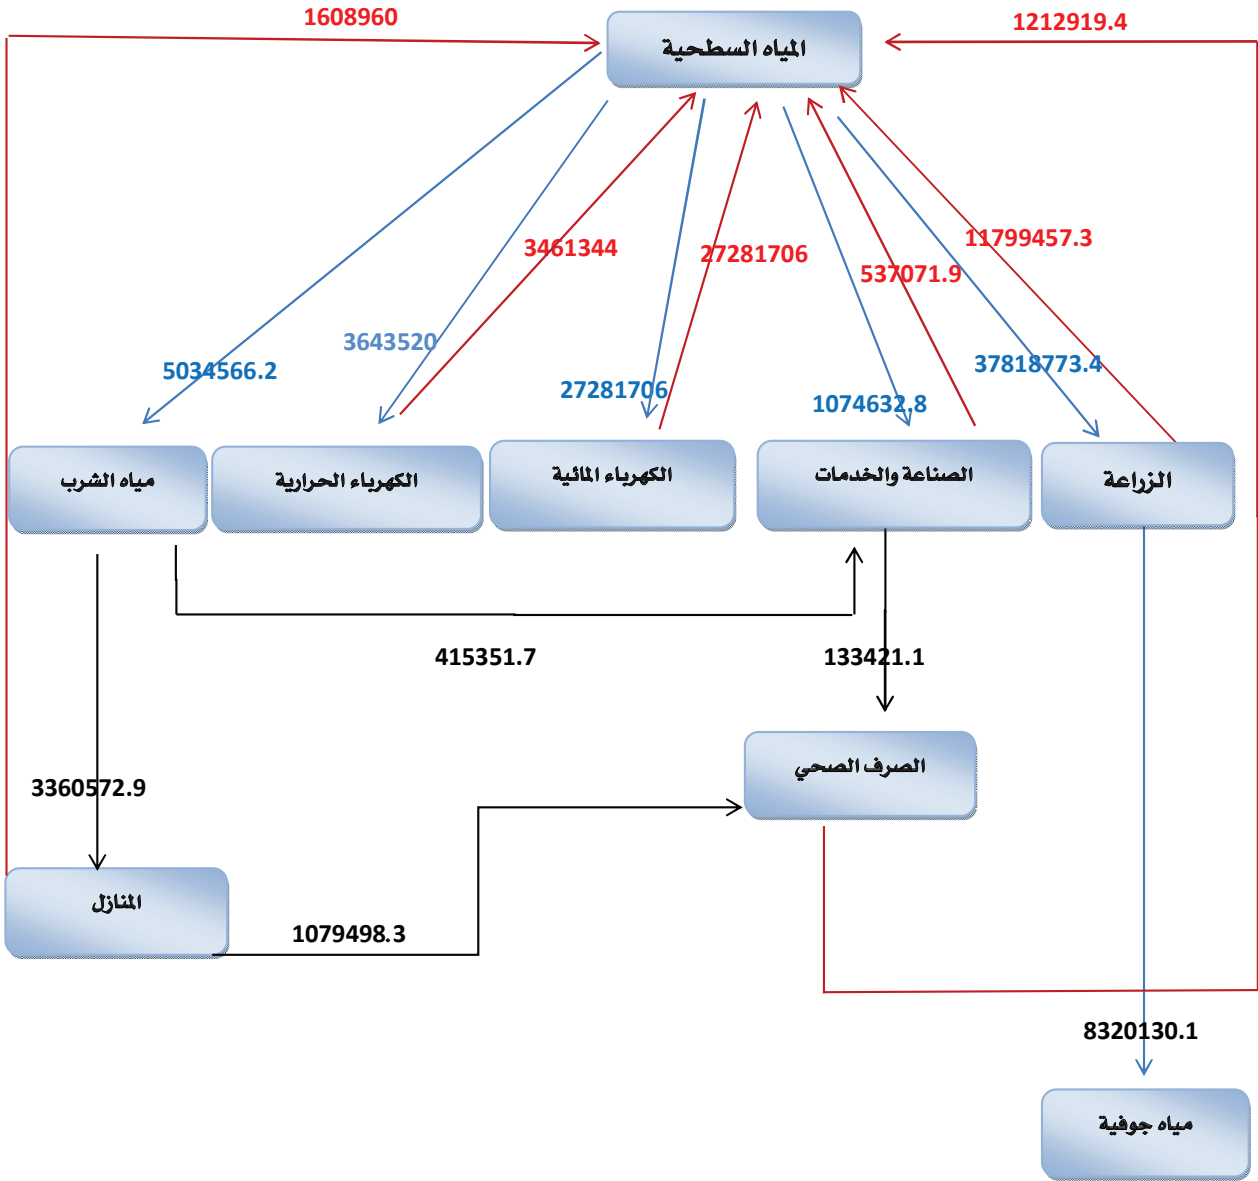 1608960
1212919.4
المياه السطحية
11799457.3
3461344
27281706
537071.9
3643520
5034566.2
37818773.4
27281706
1074632.8
مياه الشرب
الكهرباء الحرارية
الكهرباء المائية
الصناعة والخدمات
الزراعة
415351.7
133421.1
الصرف الصحي
3360572.9
المنازل
1079498.3
8320130.1
مياه جوفية